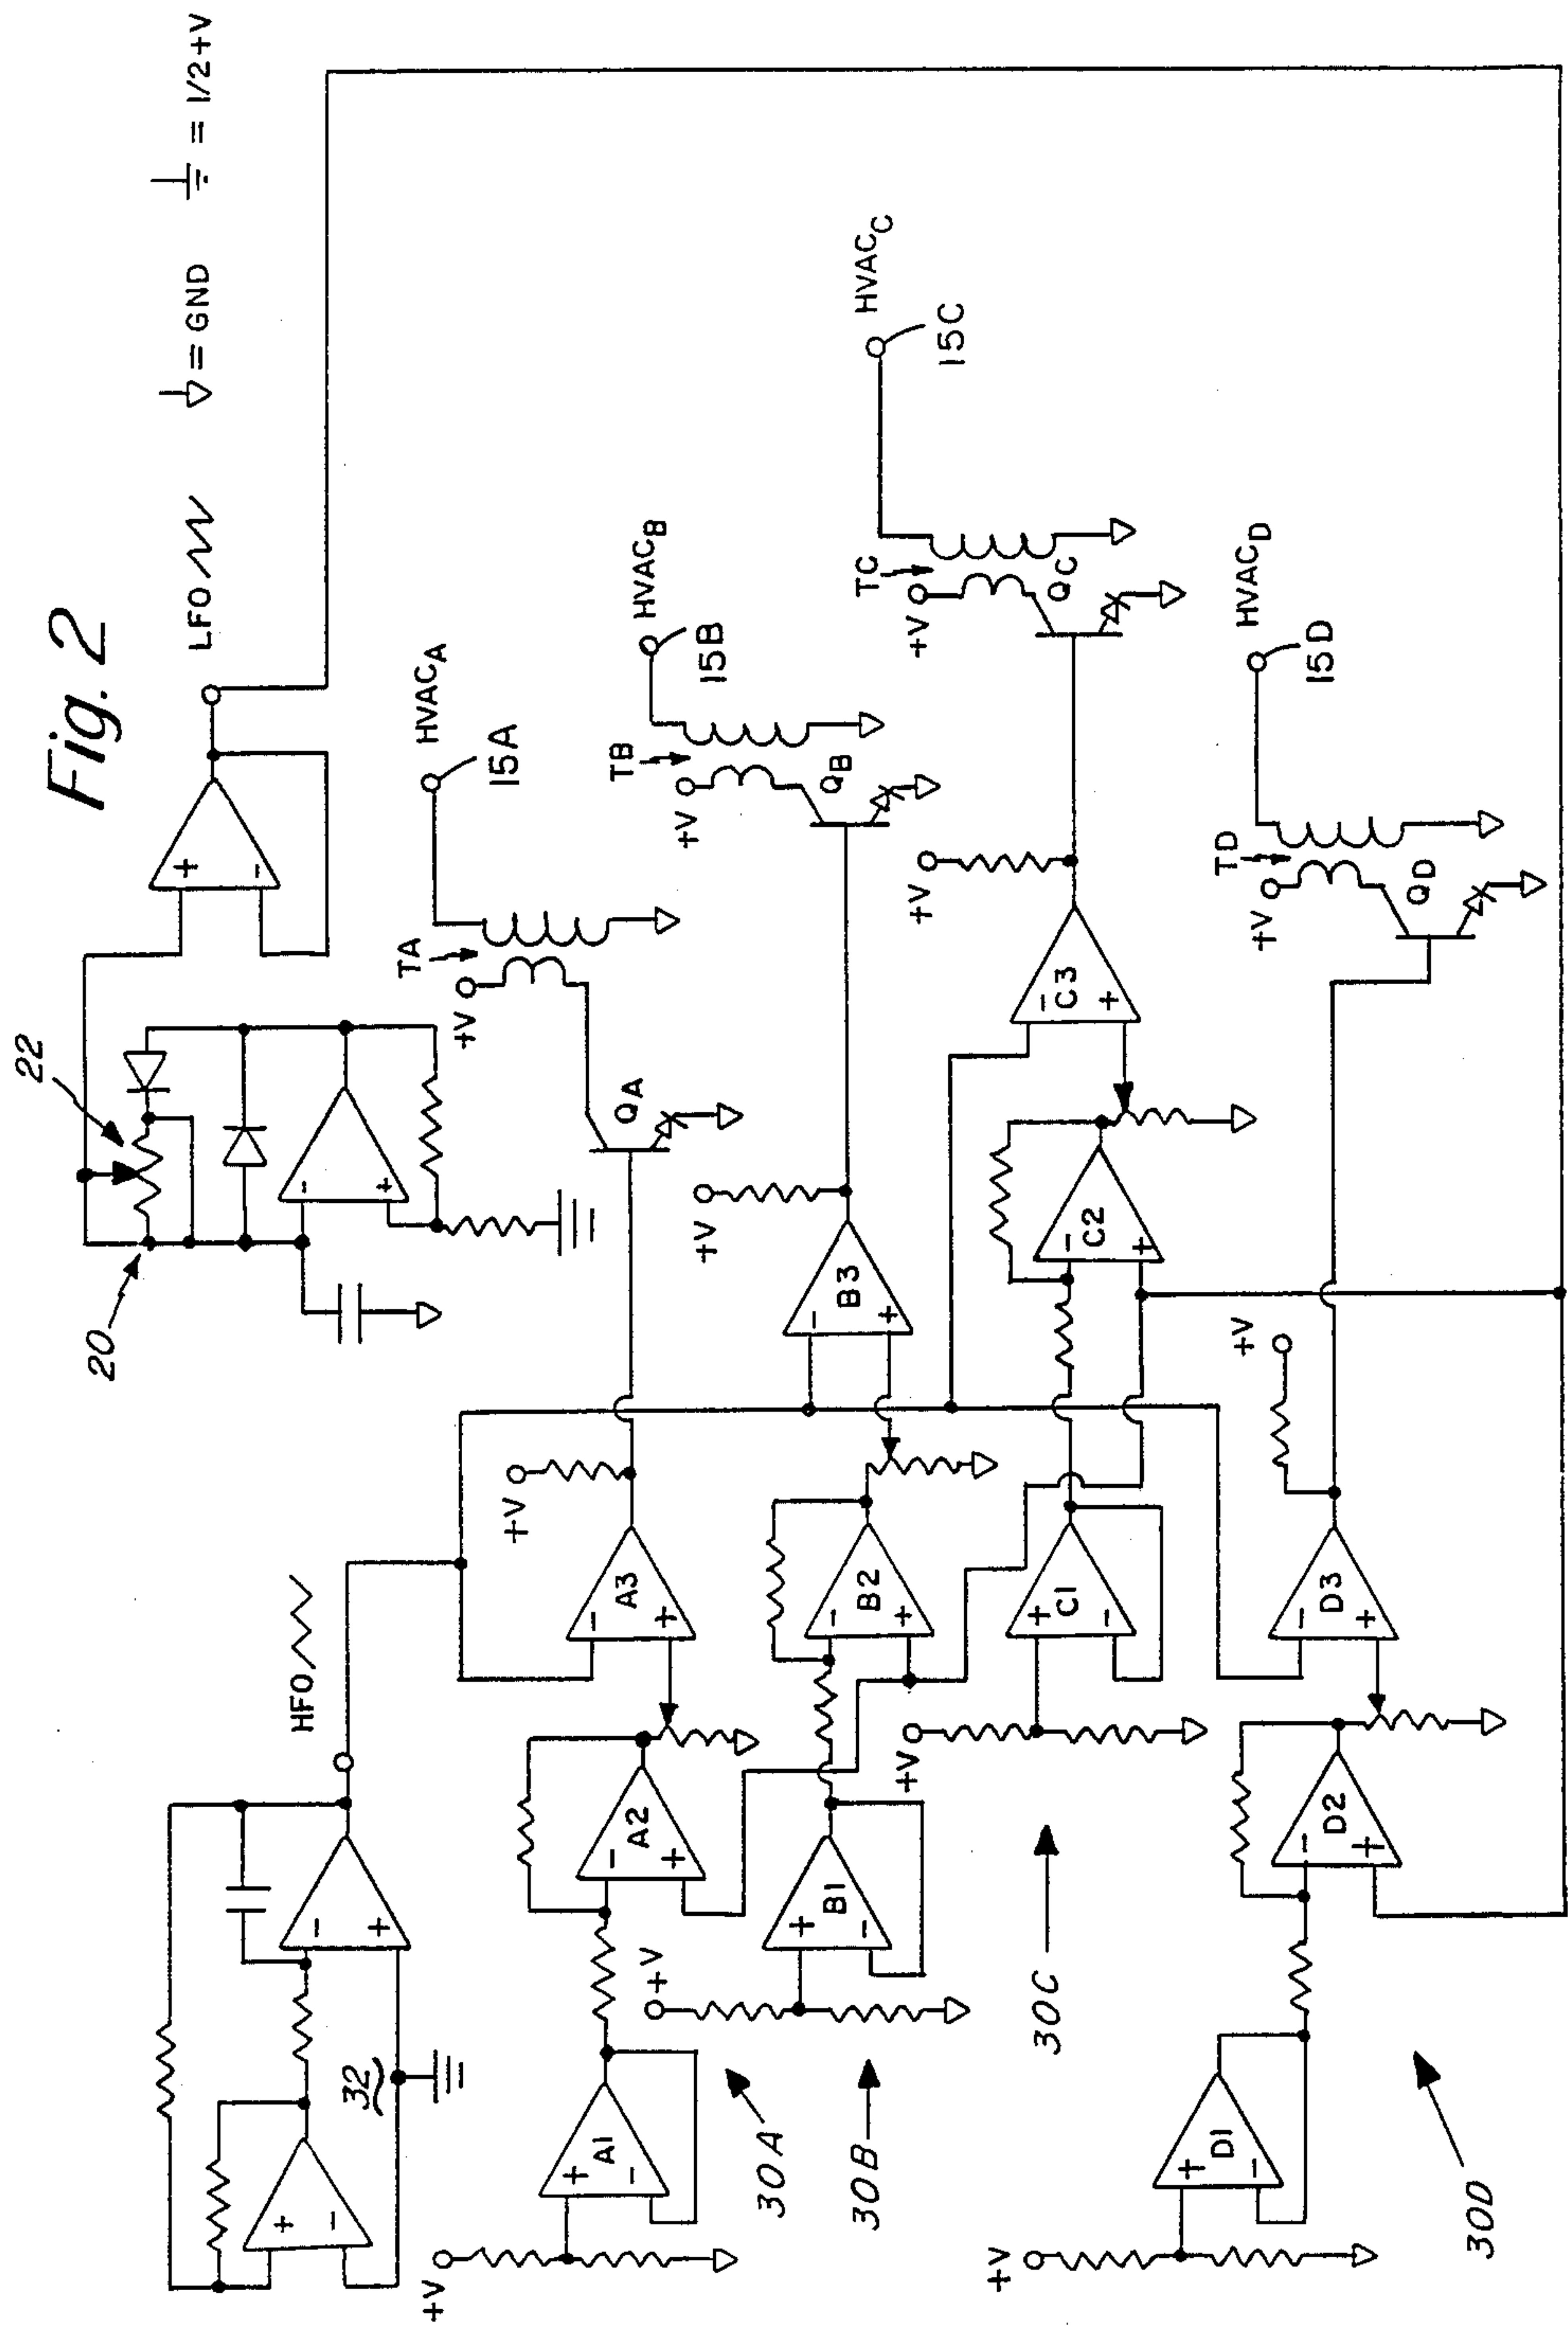 Fig. 2
LFO
= GND
= 1/2+V
20
22
+
-
-
+
HFO
+
-
-
+
32
+V
A1
+
-
A2
-
+
A3
-
+
+V
QA
+V
TA
HVACA
15A
30A
+V
B1
+
-
B2
-
+
B3
-
+
+V
QB
+V
TB
HVACB
15B
30B
+V
C1
+
-
C2
-
+
C3
-
+
+V
QC
+V
TC
HVACC
15C
30C
+V
D1
+
-
D2
-
+
D3
-
+
+V
QD
+V
TD
HVACD
15D
30D